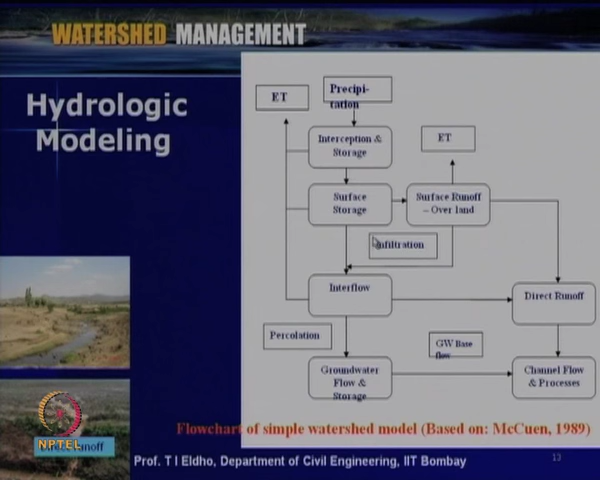 WATERSHED MANAGEMENT
Hydrologic
Modeling
ET
Precipi-
tation
Interception &
Storage
ET
Surface
Storage
Surface Runoff
– Over land
Infiltration
Interflow
Direct Runoff
Percolation
GW Base
flow
Groundwater
Flow &
Storage
Channel Flow
& Processes
Flowchart of simple watershed model (Based on: McCuen, 1989)
NPTEL
Direct Runoff
Prof. T I Eldho, Department of Civil Engineering, IIT Bombay
13